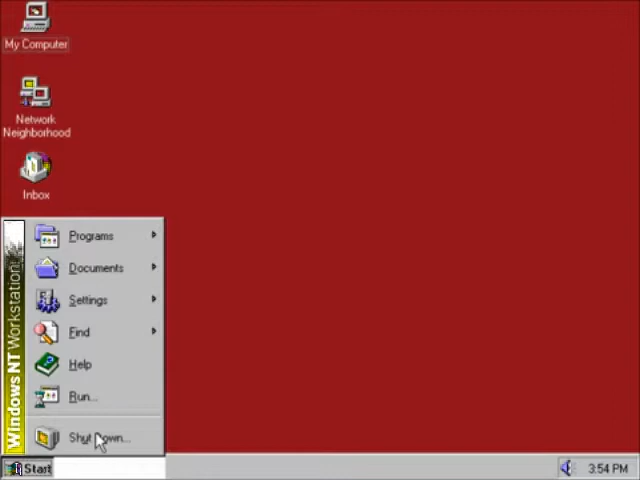 My Computer
Network
Neighborhood
Inbox
Programs
Documents
Settings
Find
Help
Run...
Shut Down...
Windows NT Workstation
Start
3:54 PM